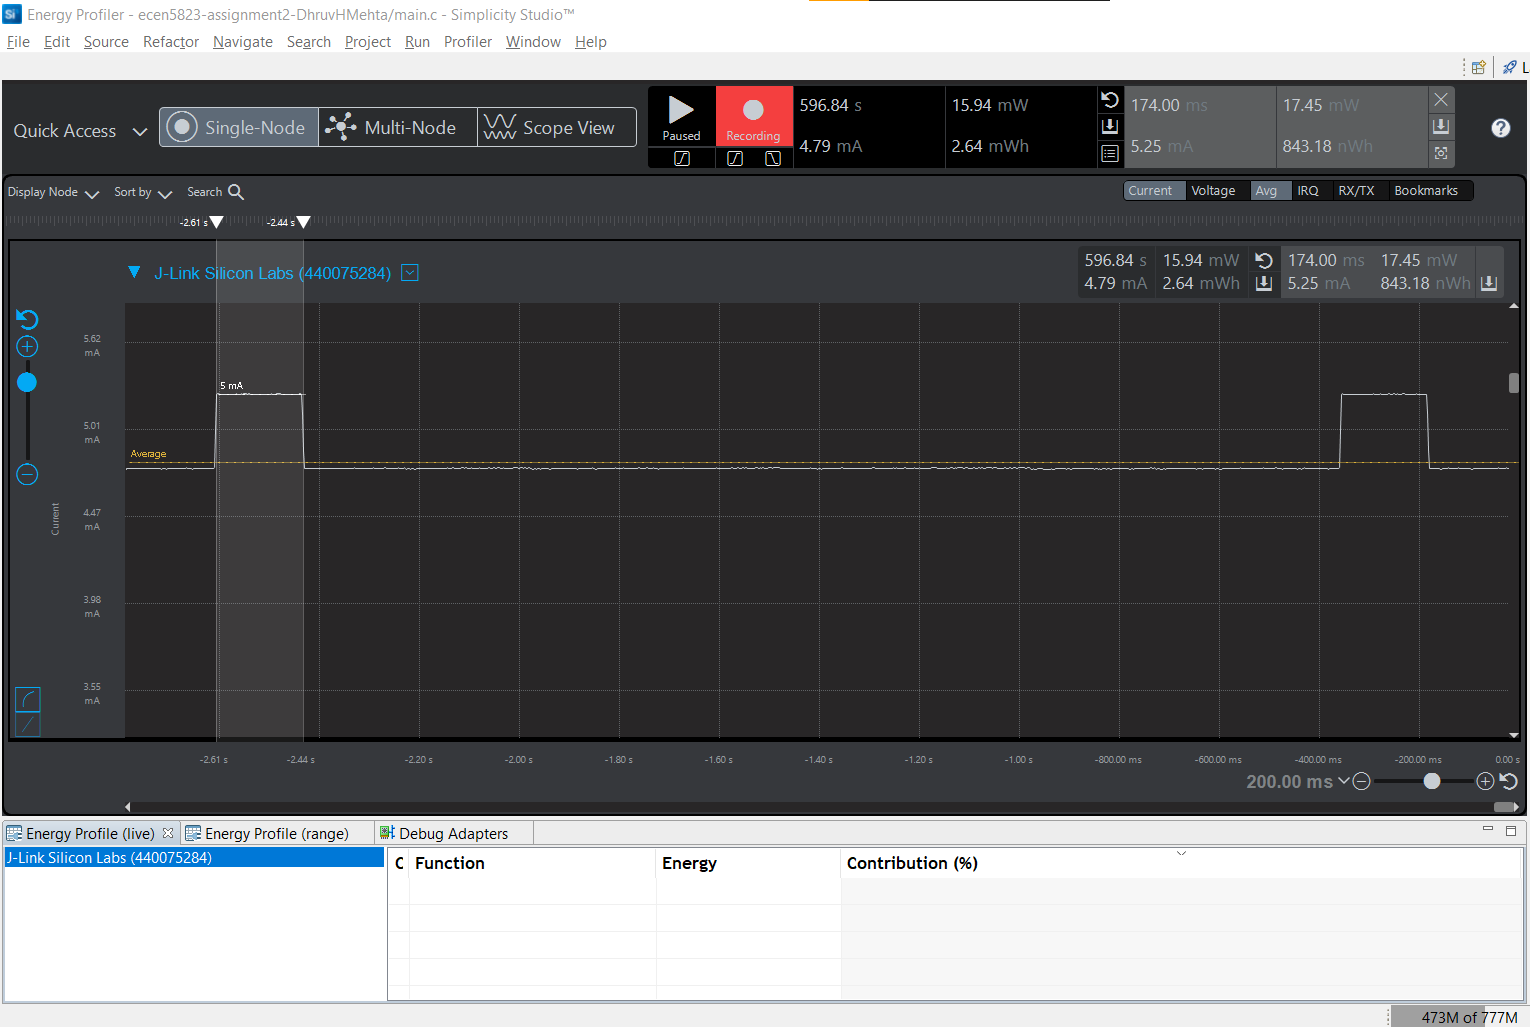 Energy Profiler - ecen5823-assignment2-DhruvHMehta/main.c - Simplicity Studio™
File Edit Source Refactor Navigate Search Project Run Profiler Window Help
Quick Access Single-Node Multi-Node Scope View
Paused Recording
596.84 s 15.94 mW 174.00 ms 17.45 mW
4.79 mA 2.64 mWh 5.25 mA 843.18 nWh
Display Node Sort by Search
Current Voltage Avg IRQ RX/TX Bookmarks
-2.61 s -2.44 s
J-Link Silicon Labs (440075284)
596.84 s 15.94 mW 174.00 ms 17.45 mW
4.79 mA 2.64 mWh 5.25 mA 843.18 nWh
5.62
mA
5 mA
5.01
mA
Average
4.47
mA
Current
3.98
mA
3.55
mA
-2.61 s -2.44 s -2.20 s -2.00 s -1.80 s -1.60 s -1.40 s -1.20 s -1.00 s -800.00 ms -600.00 ms -400.00 ms -200.00 ms 0.00 s
200.00 ms
Energy Profile (live) Energy Profile (range) Debug Adapters
J-Link Silicon Labs (440075284)
C Function Energy Contribution (%)
473M of 777M